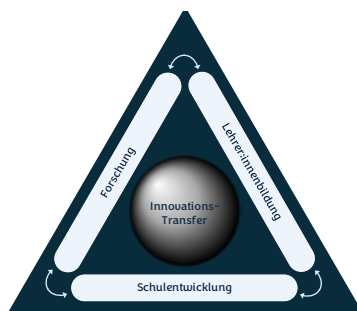 Forschung
Lehrer:innenbildung
Innovations-
Transfer
Schulentwicklung